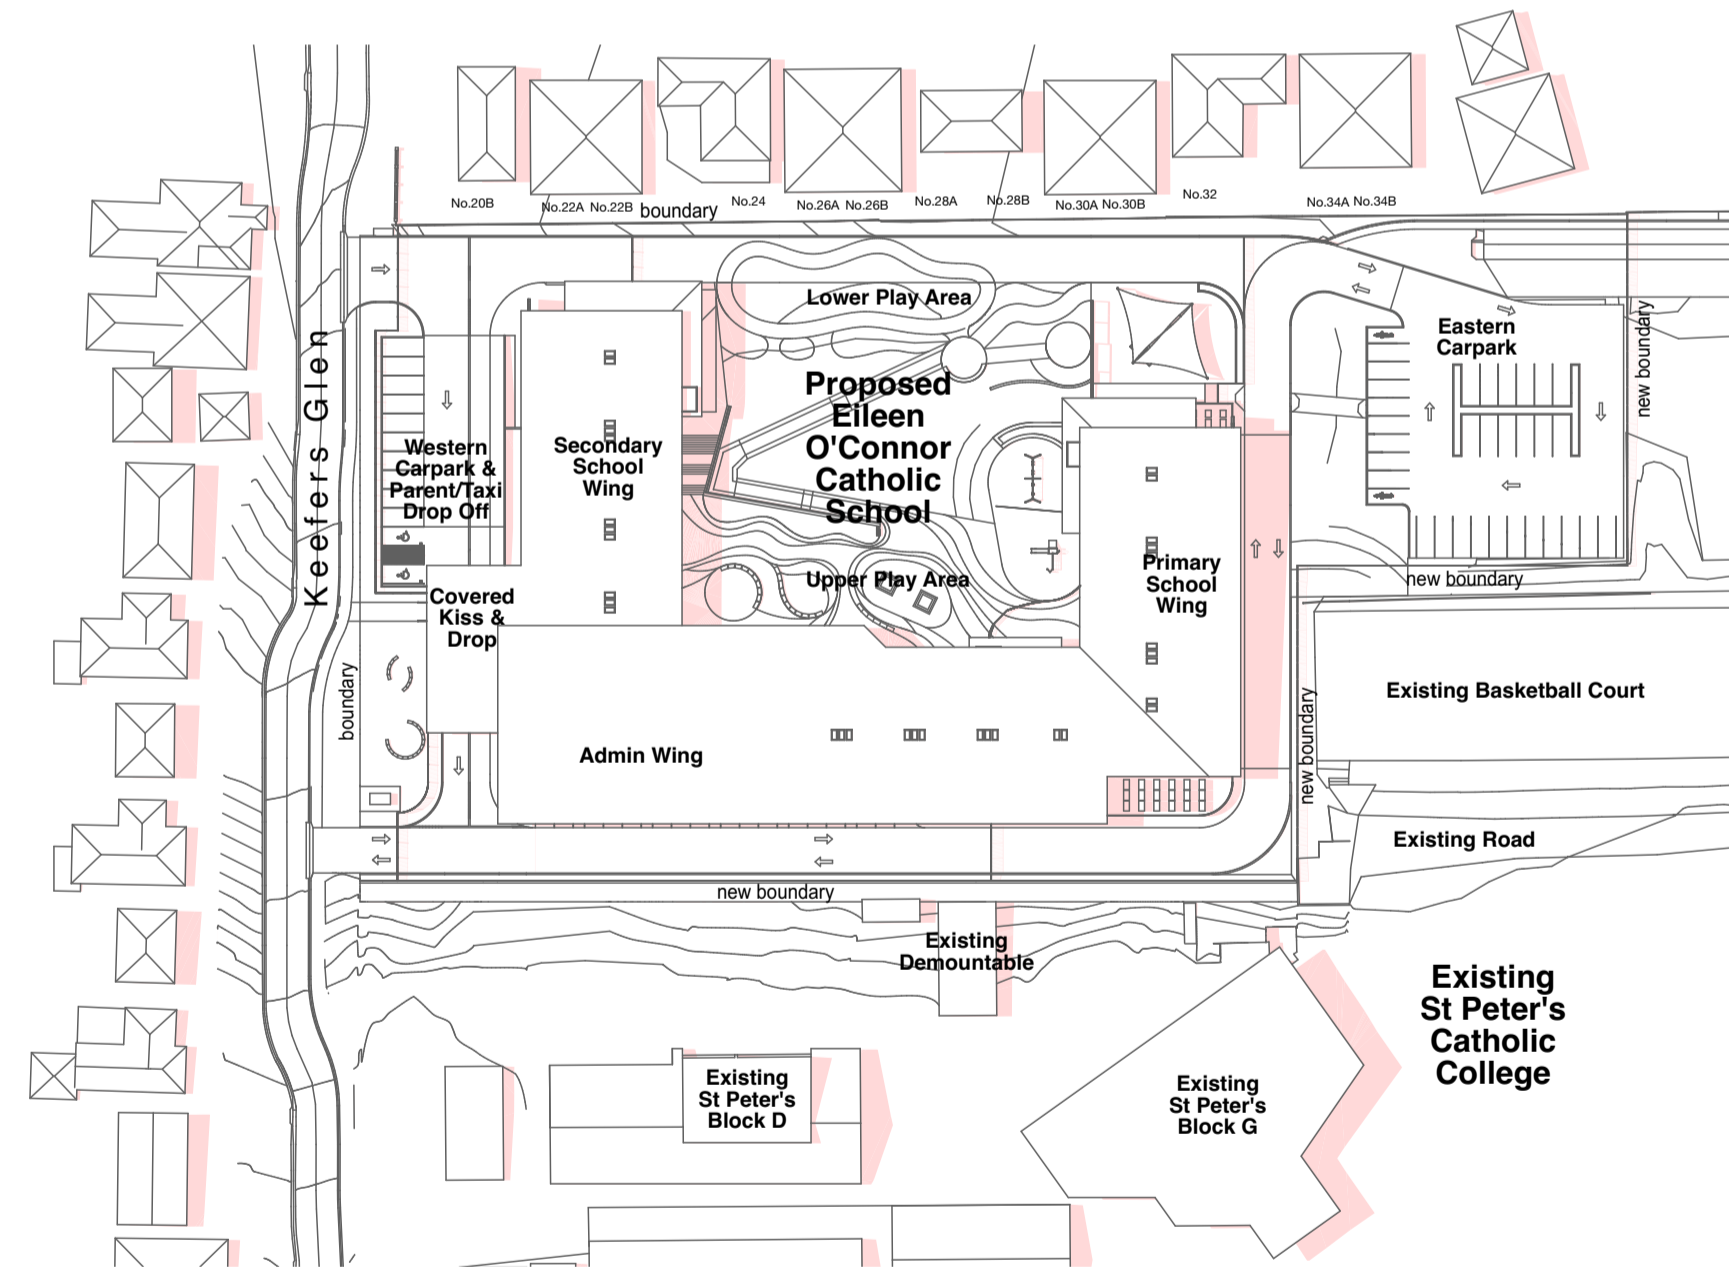 No.20B
No.22A No.22B
boundary
No.24
No.26A No.26B
No.28A
No.28B
No.30A No.30B
No.32
No.34A No.34B
Lower Play Area
Eastern
Carpark
new boundary
Keefers Glen
Proposed
Eileen
O'Connor
Catholic
School
Western
Carpark &
Parent/Taxi
Drop Off
Secondary
School
Wing
Upper Play Area
Primary
School
Wing
new boundary
Covered
Kiss &
Drop
boundary
new boundary
Existing Basketball Court
Admin Wing
Existing Road
new boundary
Existing
Demountable
Existing
St Peter's
Catholic
College
Existing
St Peter's
Block D
Existing
St Peter's
Block G